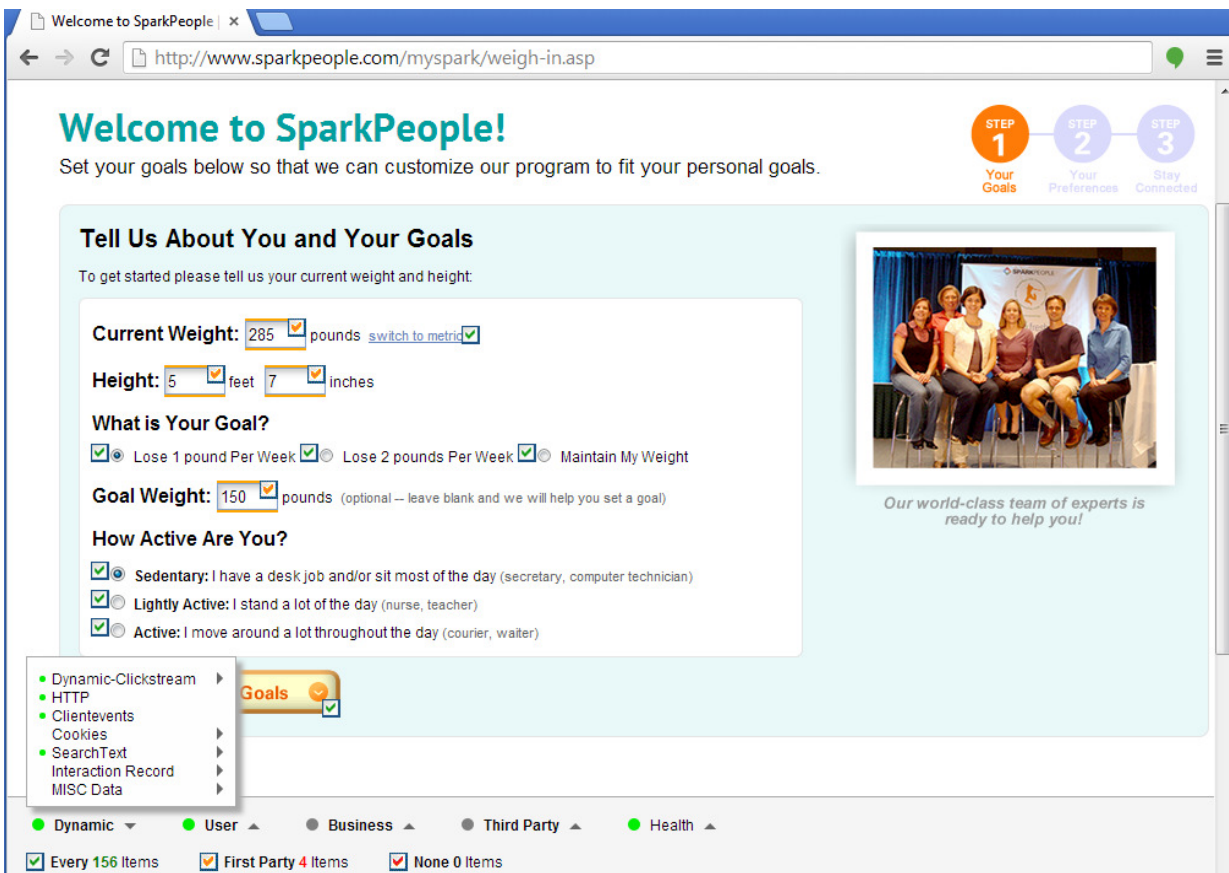 Welcome to SparkPeople | ×
http://www.sparkpeople.com/myspark/weigh-in.asp
Welcome to SparkPeople!
Set your goals below so that we can customize our program to fit your personal goals.
STEP 1 STEP 2 STEP 3
Your Goals Your Preferences Stay Connected
Tell Us About You and Your Goals
To get started please tell us your current weight and height:
SPARKPEOPLE
Current Weight: 285 pounds switch to metric
Height: 5 feet 7 inches
What is Your Goal?
Lose 1 pound Per Week Lose 2 pounds Per Week Maintain My Weight
Goal Weight: 150 pounds (optional -- leave blank and we will help you set a goal)
Our world-class team of experts is
ready to help you!
How Active Are You?
Sedentary: I have a desk job and/or sit most of the day (secretary, computer technician)
Lightly Active: I stand a lot of the day (nurse, teacher)
Active: I move around a lot throughout the day (courier, waiter)
Goals
Dynamic-Clickstream
HTTP
Clientevents
Cookies
SearchText
Interaction Record
MISC Data
Dynamic User Business Third Party Health
Every 156 Items First Party 4 Items None 0 Items